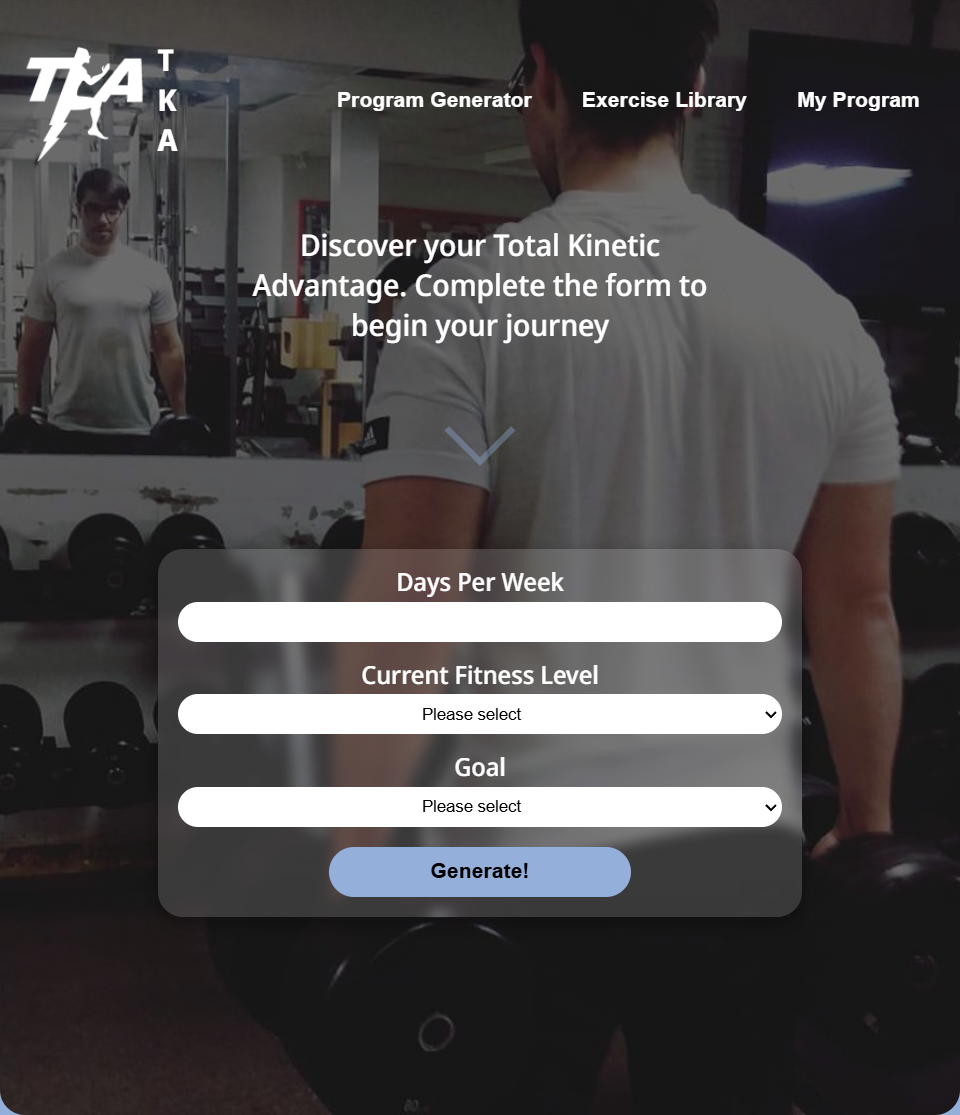 TKA
T
K
A
Program Generator
Exercise Library
My Program
Discover your Total Kinetic
Advantage. Complete the form to
begin your journey
Days Per Week
Current Fitness Level
Please select
Goal
Please select
Generate!
80